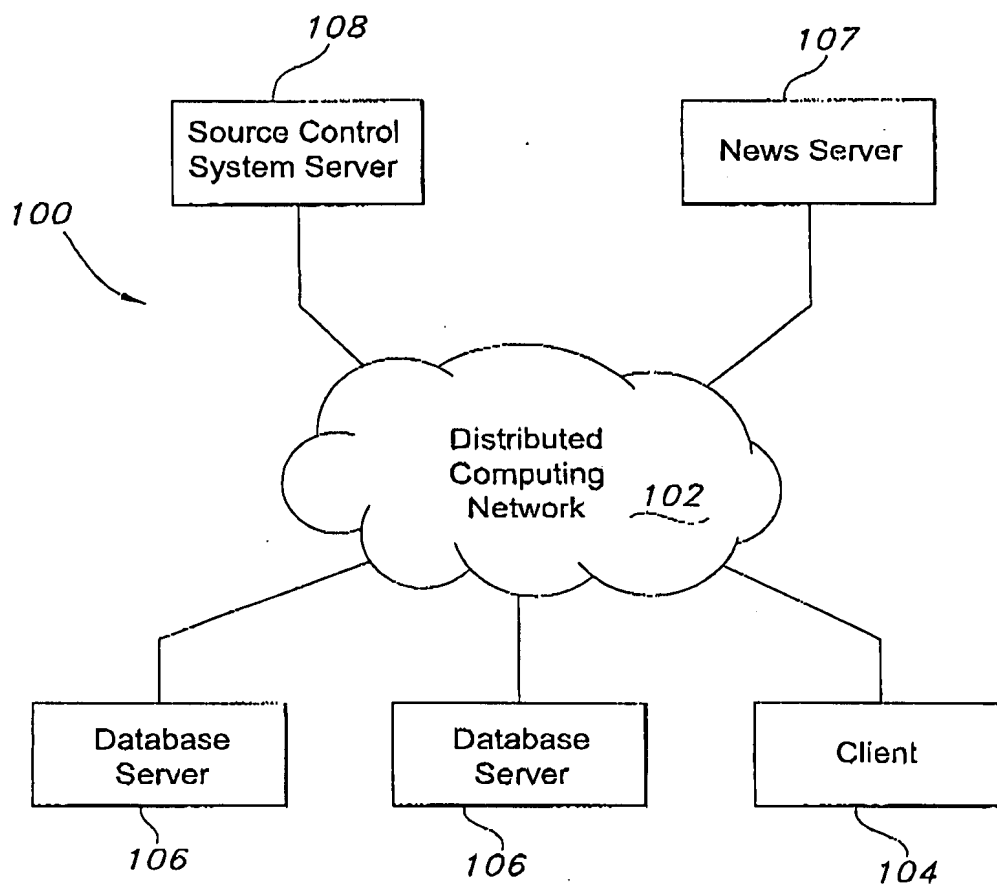 108
107
Source Control
System Server
News Server
100
Distributed
Computing
Network
102
Database
Server
Database
Server
Client
106
106
104